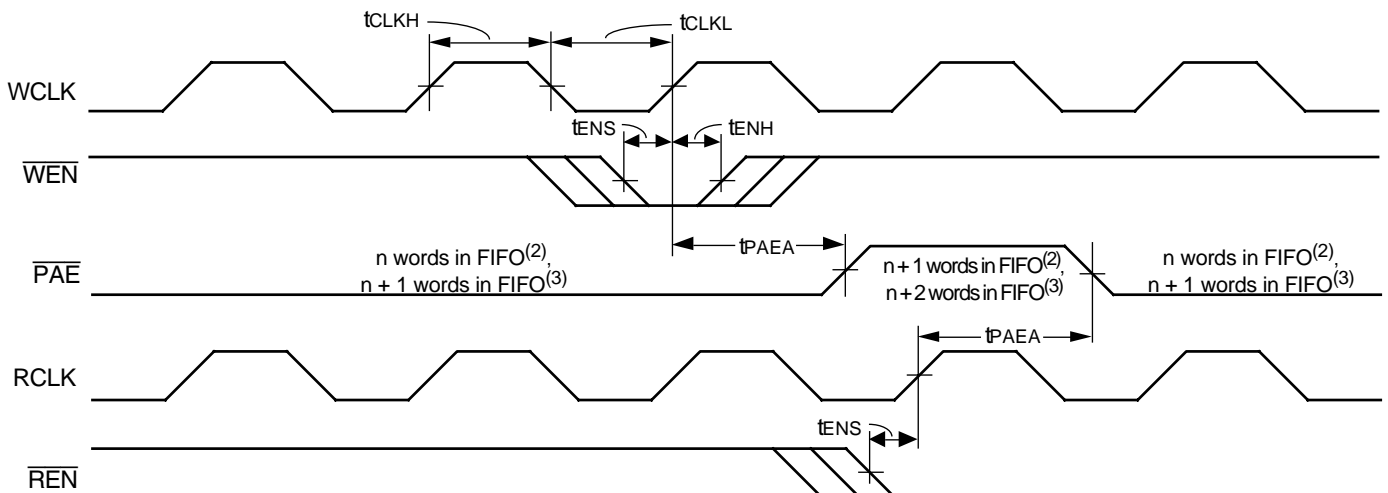 tCLKH
tCLKL
WCLK
tENS
tENH
WEN
tPAEA
PAE
n words in FIFO(2),
n + 1 words in FIFO(3)
n + 1 words in FIFO(2),
n + 2 words in FIFO(3)
n words in FIFO(2),
n + 1 words in FIFO(3)
tPAEA
RCLK
tENS
REN